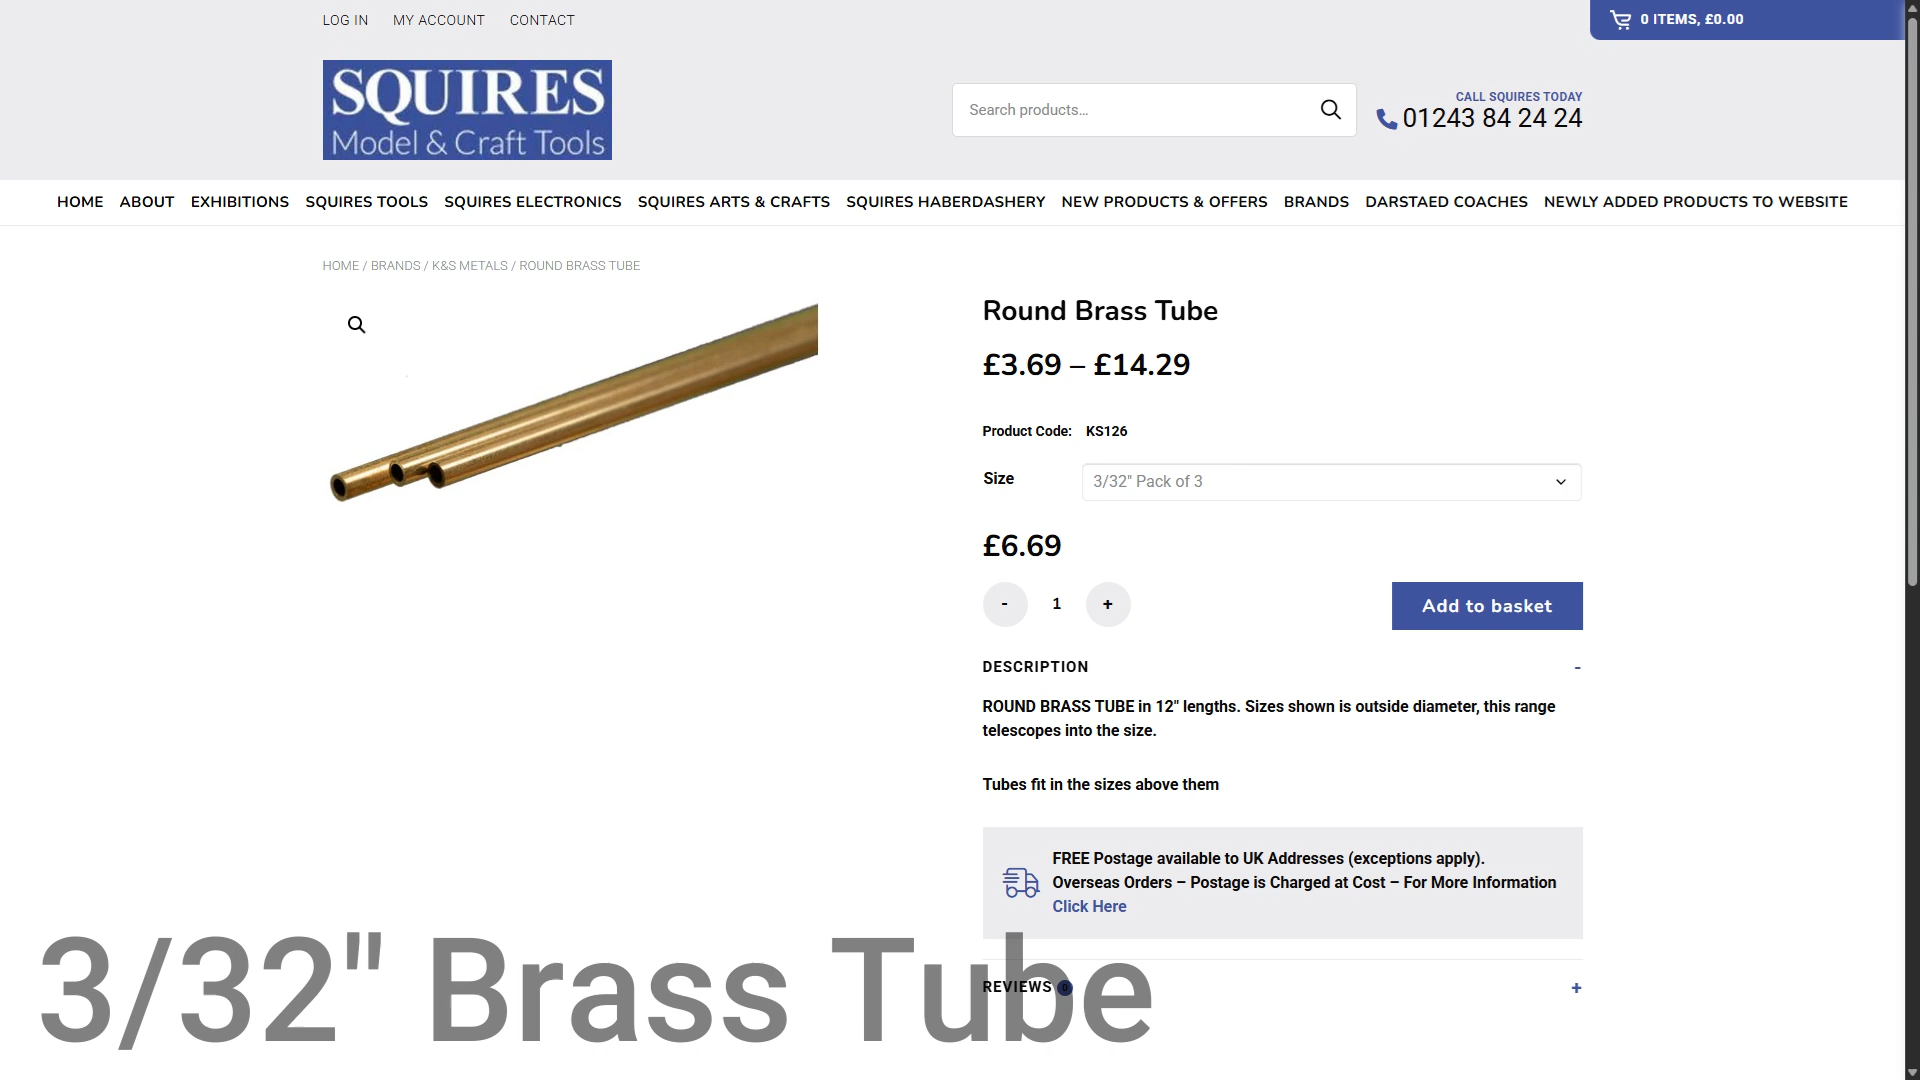 LOG IN MY ACCOUNT CONTACT
0 ITEMS, £0.00
SQUIRES
Model & Craft Tools
Search products...
CALL SQUIRES TODAY
01243 84 24 24
HOME ABOUT EXHIBITIONS SQUIRES TOOLS SQUIRES ELECTRONICS SQUIRES ARTS & CRAFTS SQUIRES HABERDASHERY NEW PRODUCTS & OFFERS BRANDS DARSTAED COACHES NEWLY ADDED PRODUCTS TO WEBSITE
HOME / BRANDS / K&S METALS / ROUND BRASS TUBE
Round Brass Tube
£3.69 – £14.29
Product Code: KS126
Size 3/32" Pack of 3
£6.69
- 1 +
Add to basket
DESCRIPTION -
ROUND BRASS TUBE in 12" lengths. Sizes shown is outside diameter, this range
telescopes into the size.
Tubes fit in the sizes above them
FREE Postage available to UK Addresses (exceptions apply).
Overseas Orders – Postage is Charged at Cost – For More Information
Click Here
REVIEWS 0 +
3/32" Brass Tube